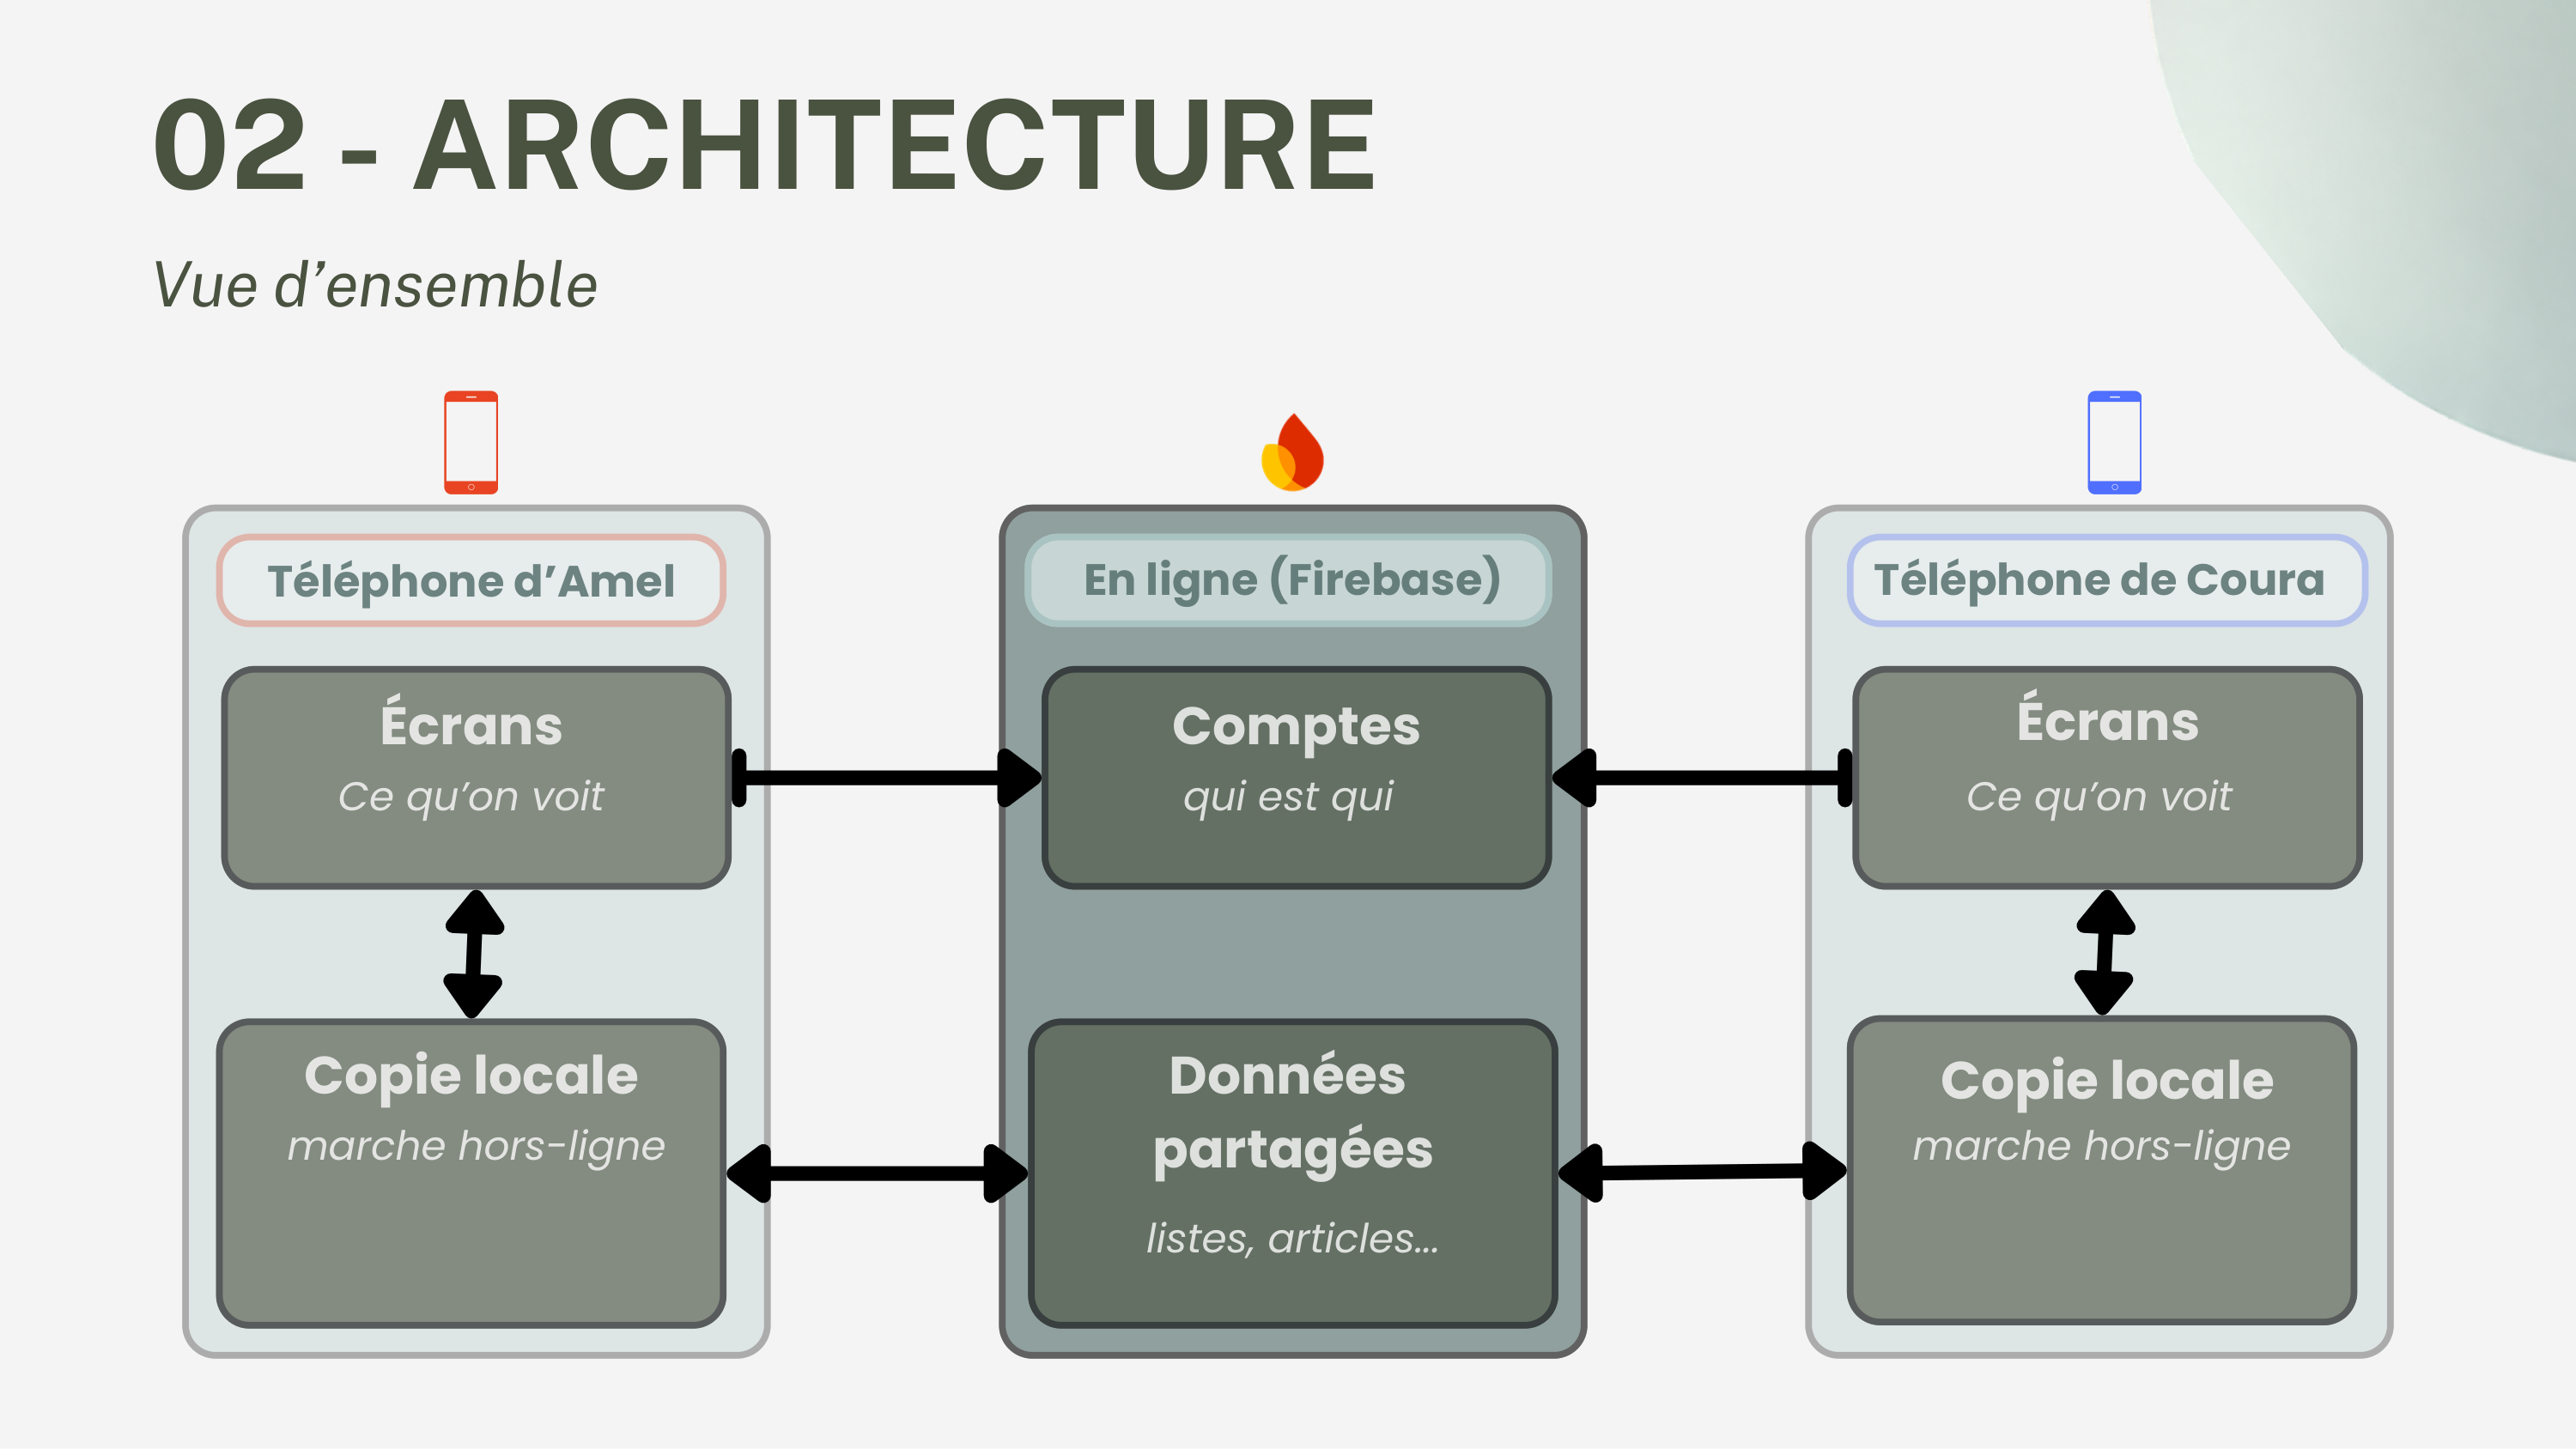 02 - ARCHITECTURE
Vue d’ensemble
Téléphone d’Amel
Écrans
Ce qu’on voit
Copie locale
marche hors-ligne
En ligne (Firebase)
Comptes
qui est qui
Données
partagées
listes, articles...
Téléphone de Coura
Écrans
Ce qu’on voit
Copie locale
marche hors-ligne